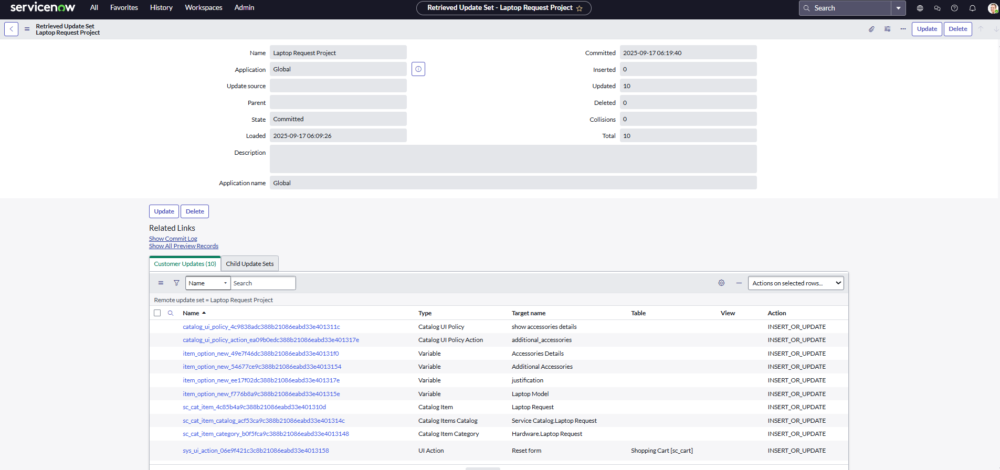 servicenow All Favorites History Workspaces Admin Retrieved Update Set - Laptop Request Project Search
Retrieved Update Set
Laptop Request Project
Update Delete
Name Laptop Request Project Committed 2025-09-17 06:19:40
Application Global Inserted 0
Update source Updated 10
Parent Deleted 0
State Committed Collisions 0
Loaded 2025-09-17 06:09:26 Total 10
Description
Application name Global
Update Delete
Related Links
Show Commit Log
Show All Preview Records
Customer Updates (10) Child Update Sets
Name Search Actions on selected rows...
Remote update set = Laptop Request Project
Name Type Target name Table View Action
catalog_ui_policy_4c9838adc388b21086eabd33e401311c Catalog UI Policy show accessories details INSERT_OR_UPDATE
catalog_ui_policy_action_ea09b0edc388b21086eabd33e401317e Catalog UI Policy Action additional_accessories INSERT_OR_UPDATE
item_option_new_49e7f46dc388b21086eabd33e40131f0 Variable Accessories Details INSERT_OR_UPDATE
item_option_new_54677ce9c388b21086eabd33e4013154 Variable Additional Accessories INSERT_OR_UPDATE
item_option_new_ee17f02dc388b21086eabd33e401317e Variable justification INSERT_OR_UPDATE
item_option_new_f776b8a9c388b21086eabd33e401315e Variable Laptop Model INSERT_OR_UPDATE
sc_cat_item_4c85b4a9c388b21086eabd33e401310d Catalog Item Laptop Request INSERT_OR_UPDATE
sc_cat_item_catalog_acf53ca9c388b21086eabd33e401314c Catalog Items Catalog Service Catalog.Laptop Request INSERT_OR_UPDATE
sc_cat_item_category_b0f5fca9c388b21086eabd33e4013148 Catalog Item Category Hardware.Laptop Request INSERT_OR_UPDATE
sys_ui_action_06e9f421c3c8b21086eabd33e4013158 UI Action Reset form Shopping Cart [sc_cart] INSERT_OR_UPDATE